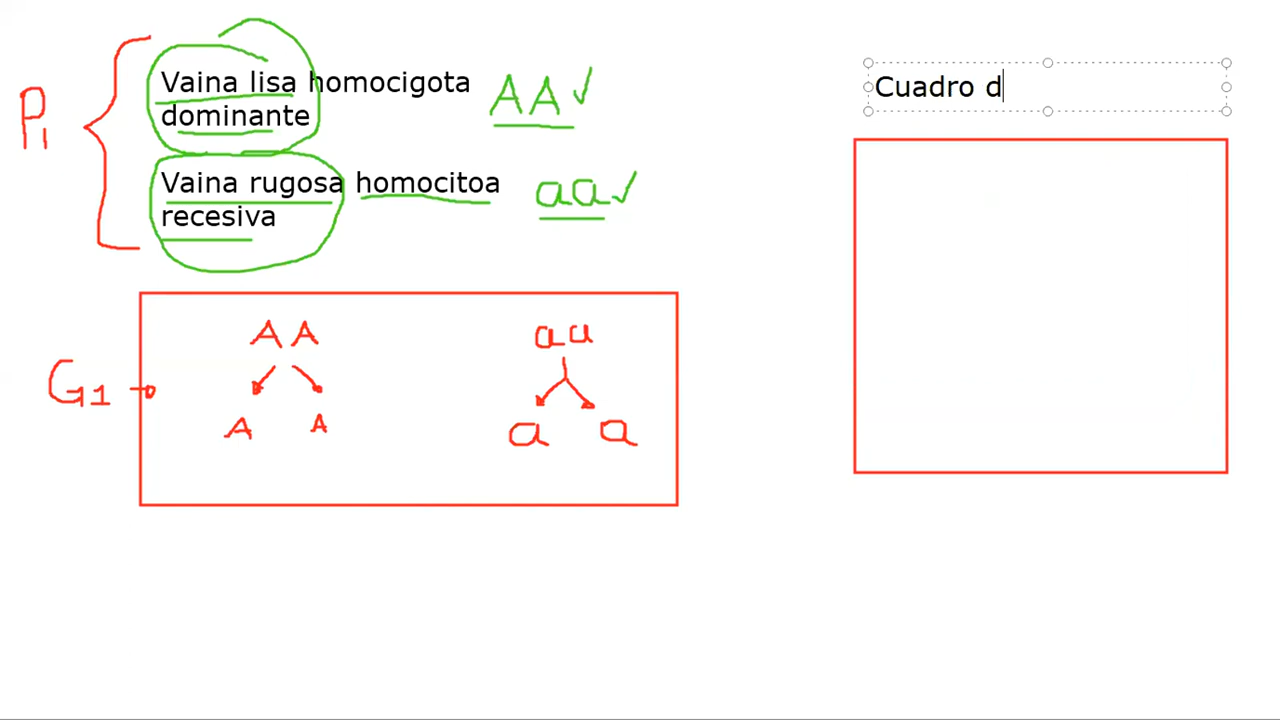 P1
Vaina lisa homocigota
dominante
AA✓
Vaina rugosa homocitoa
recesiva
aa✓
G1
AA
A A
aa
a a
Cuadro d